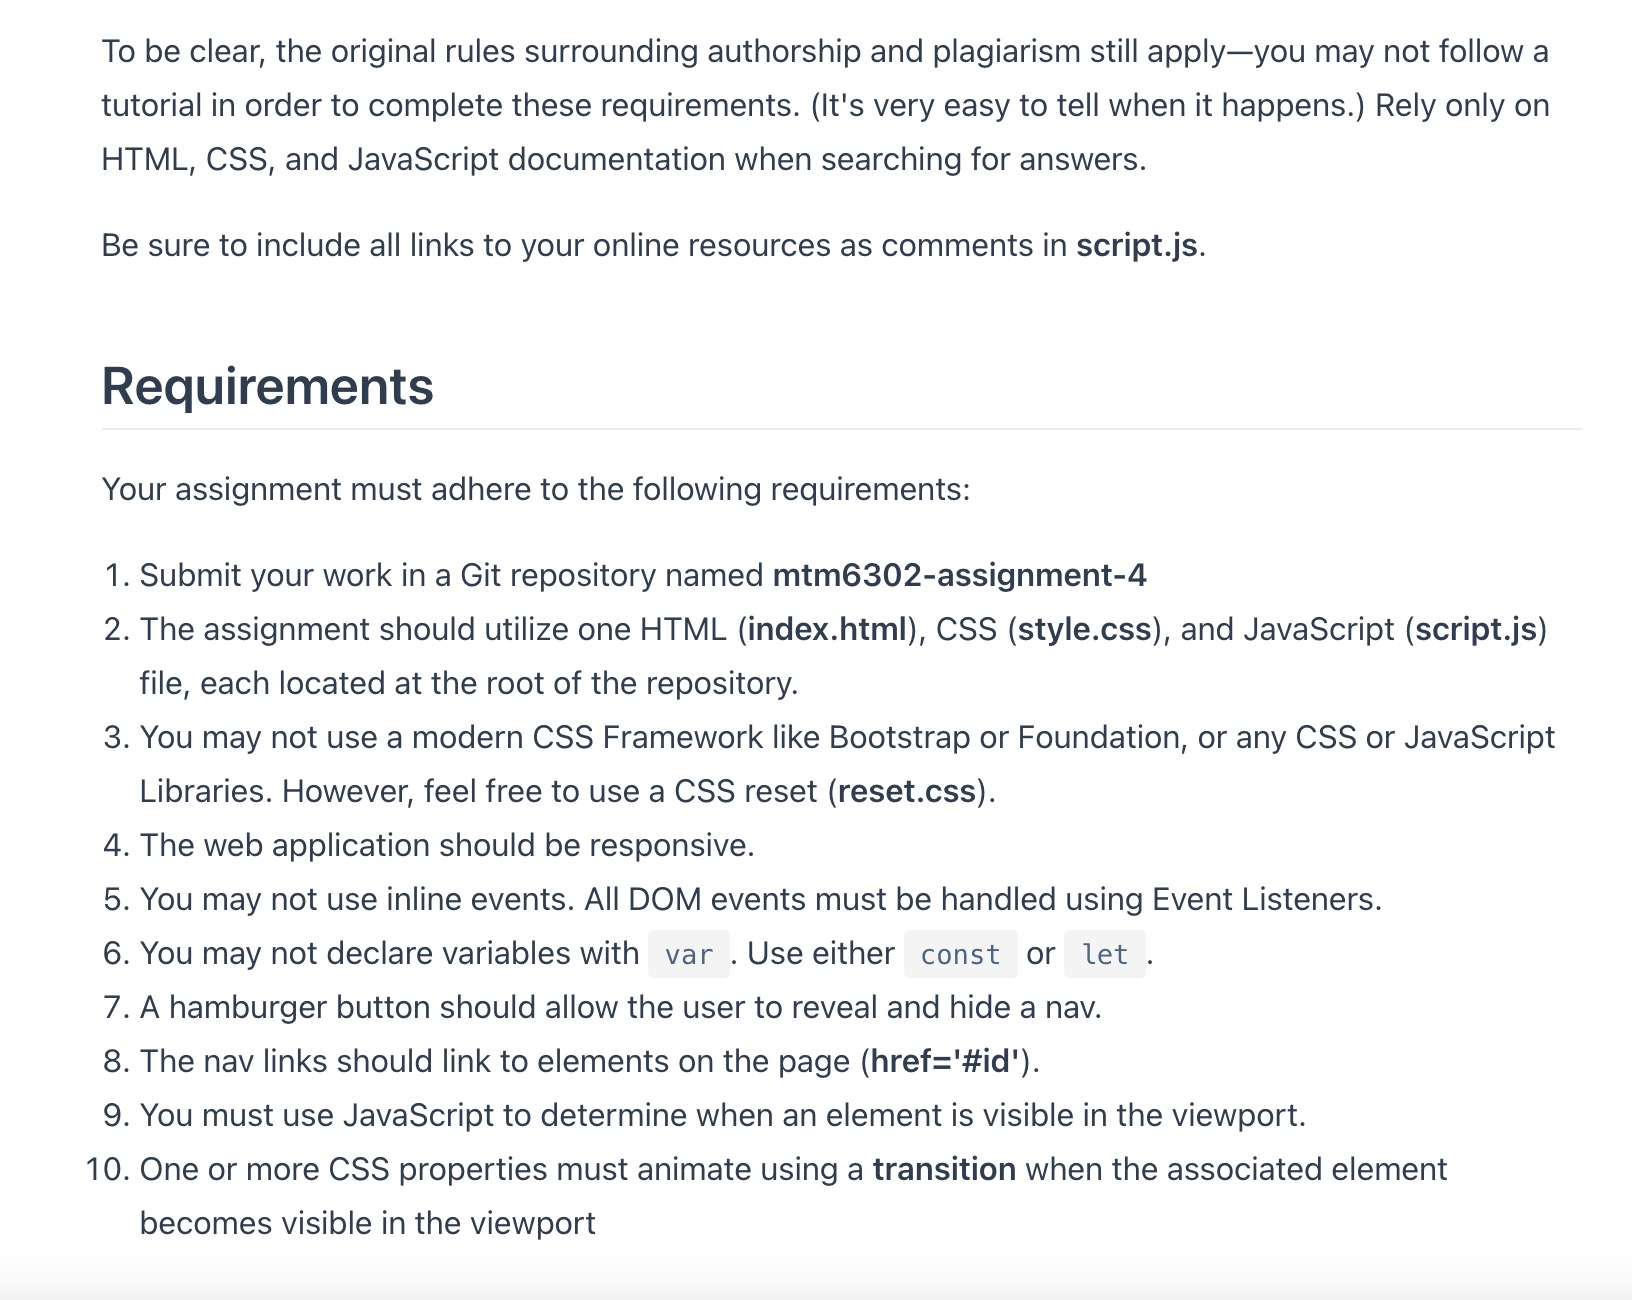 To be clear, the original rules surrounding authorship and plagiarism still apply—you may not follow a
tutorial in order to complete these requirements. (It's very easy to tell when it happens.) Rely only on
HTML, CSS, and JavaScript documentation when searching for answers.
Be sure to include all links to your online resources as comments in script.js.
Requirements
Your assignment must adhere to the following requirements:
1. Submit your work in a Git repository named mtm6302-assignment-4
2. The assignment should utilize one HTML (index.html), CSS (style.css), and JavaScript (script.js)
file, each located at the root of the repository.
3. You may not use a modern CSS Framework like Bootstrap or Foundation, or any CSS or JavaScript
Libraries. However, feel free to use a CSS reset (reset.css).
4. The web application should be responsive.
5. You may not use inline events. All DOM events must be handled using Event Listeners.
6. You may not declare variables with var . Use either const or let .
7. A hamburger button should allow the user to reveal and hide a nav.
8. The nav links should link to elements on the page (href='#id').
9. You must use JavaScript to determine when an element is visible in the viewport.
10. One or more CSS properties must animate using a transition when the associated element
becomes visible in the viewport